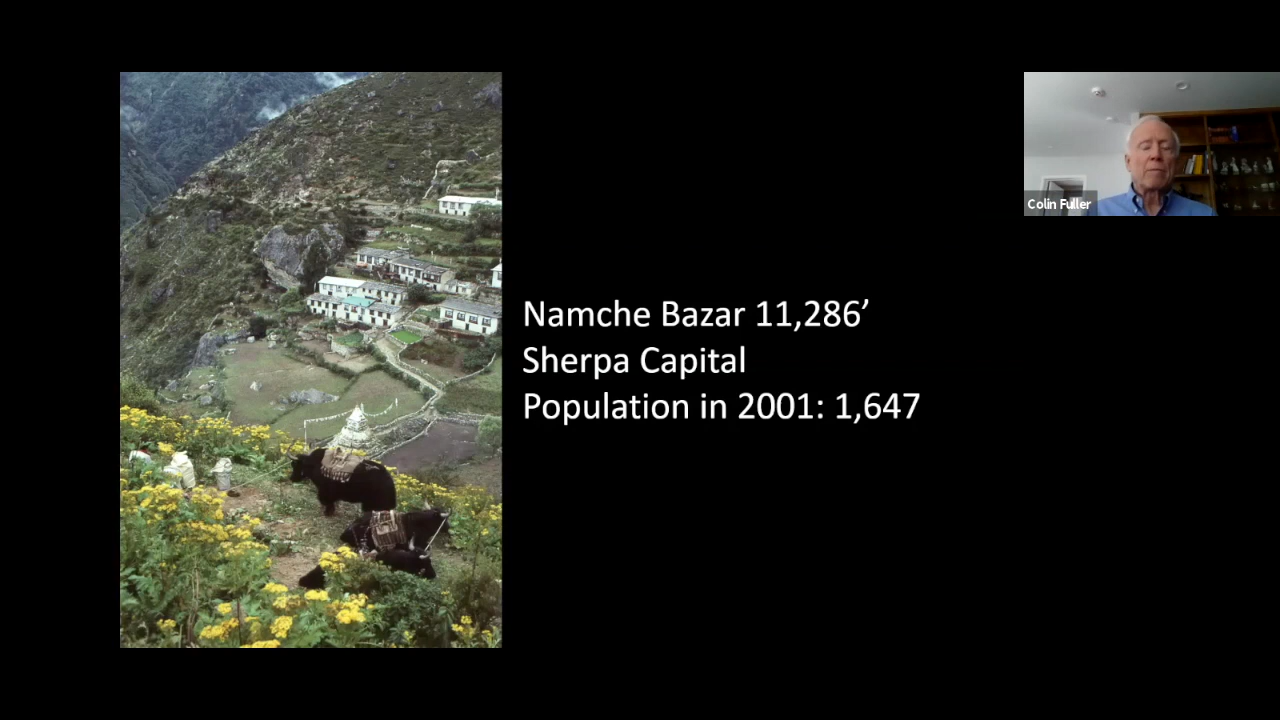 Namche Bazar 11,286’
Sherpa Capital
Population in 2001: 1,647
Colin Fuller